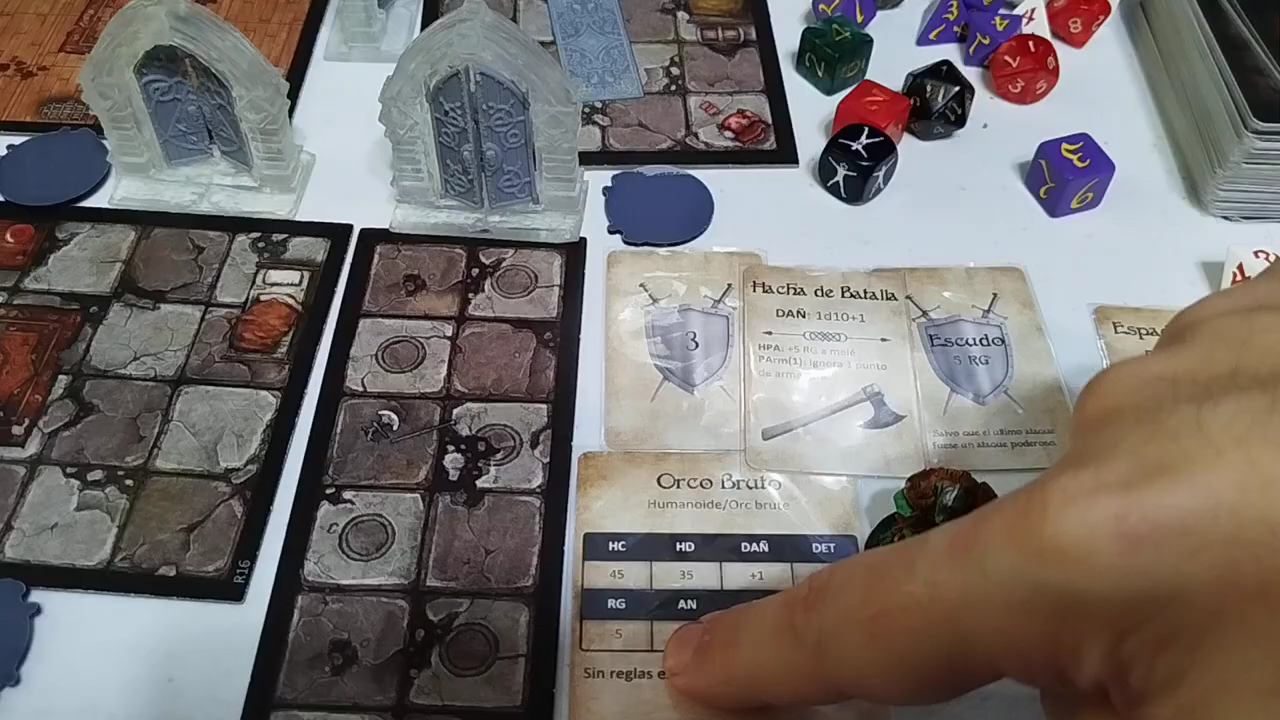 3
Hacha de Batalla
DAÑ: 1d10+1
HPA: +5 RG a melé
PArm(1): Ignora 1 punto
de arma
Escudo
5 RG
Salvo que el ultimo ataque
fuese un ataque poderoso.
Orco Bruto
Humanoide/Orc brute
HC HD DAÑ DET
45 35 +1
RG AN
5
Sin reglas e
R16